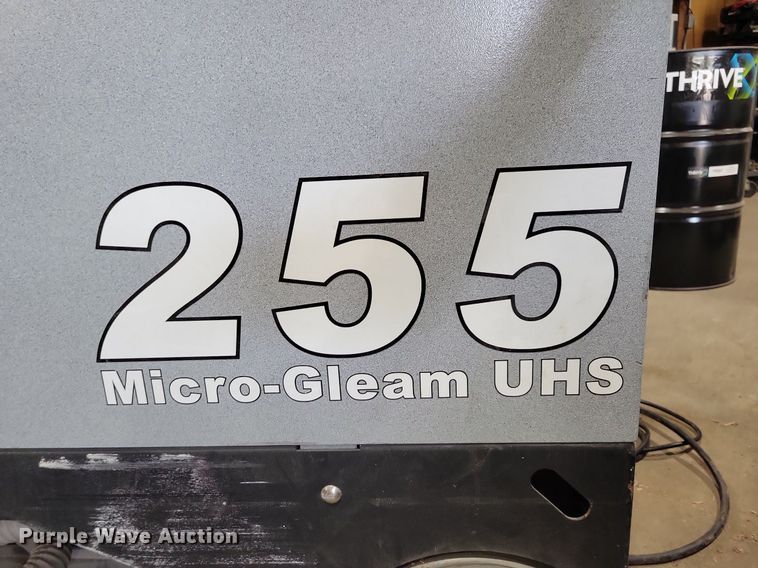 THRIVE
255
Micro-Gleam UHS
Purple Wave Auction